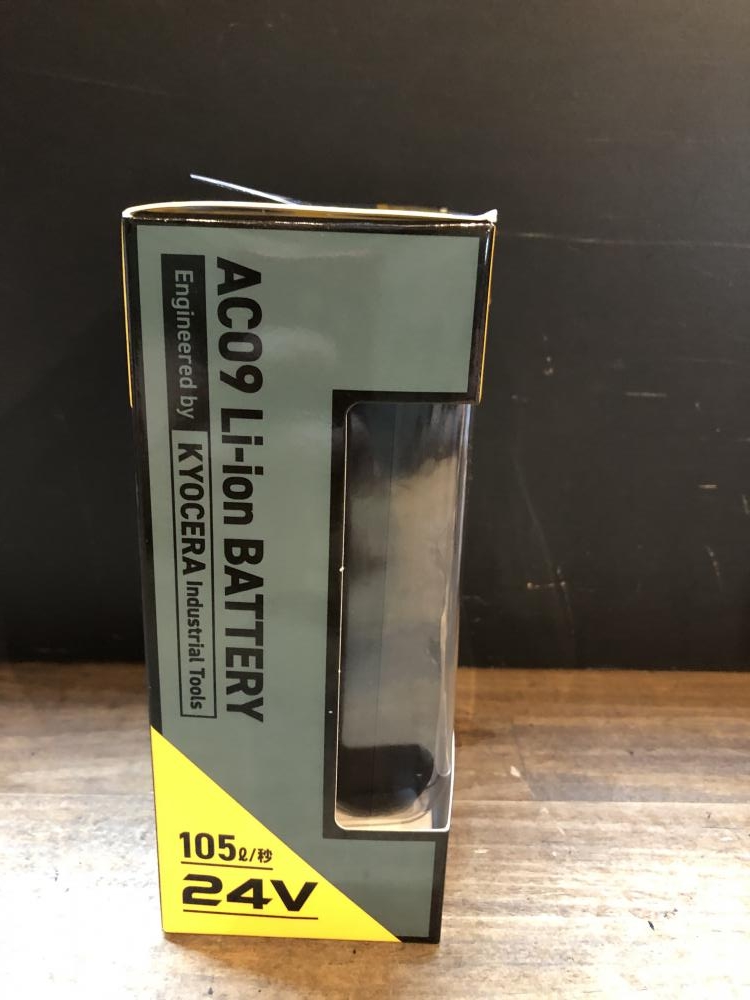 AC09 Li-ion BATTERY
Engineered by KYOCERA Industrial Tools
105ℓ/秒
24V